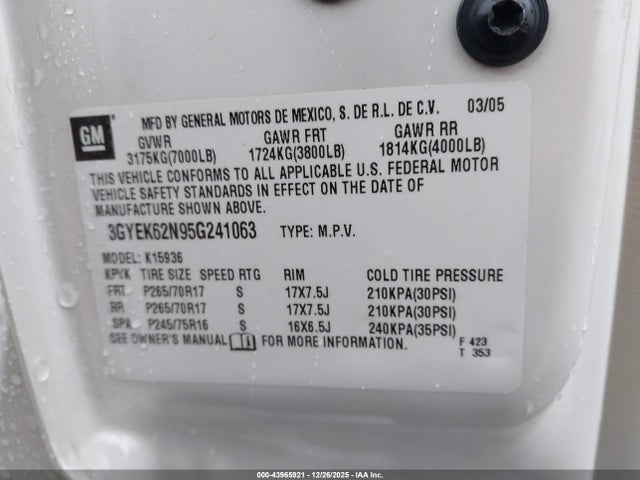 GM
MFD BY GENERAL MOTORS DE MEXICO, S. DE R.L. DE C.V. 03/05
GVWR GAWR FRT GAWR RR
3175KG(7000LB) 1724KG(3800LB) 1814KG(4000LB)
THIS VEHICLE CONFORMS TO ALL APPLICABLE U.S. FEDERAL MOTOR
VEHICLE SAFETY STANDARDS IN EFFECT ON THE DATE OF
MANUFACTURE SHOWN ABOVE.
3GYEK62N95G241063 TYPE: M.P.V.
MODEL: K15936
KPYK TIRE SIZE SPEED RTG RIM COLD TIRE PRESSURE
FRT P265/70R17 S 17X7.5J 210KPA(30PSI)
RR P265/70R17 S 17X7.5J 210KPA(30PSI)
SPA P245/75R16 S 16X6.5J 240KPA(35PSI)
SEE OWNER'S MANUAL i FOR MORE INFORMATION. F 423
T 353
000-43965921 | 12/26/2025 | IAA Inc.